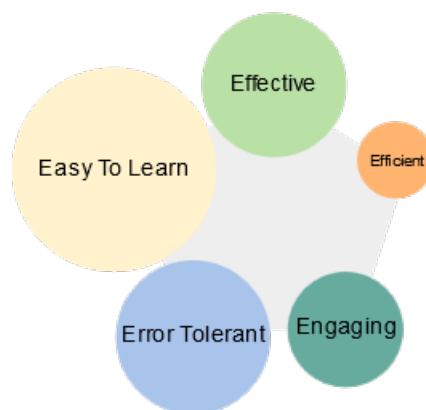 Effective
Efficient
Easy To Learn
Error Tolerant
Engaging